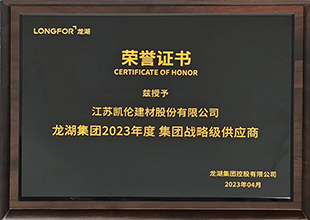 LONGFOR 龙湖
荣誉证书
CERTIFICATE OF HONOR
兹授予
江苏凯伦建材股份有限公司
龙湖集团2023年度 集团战略级供应商
龙湖集团控股有限公司
2023年04月